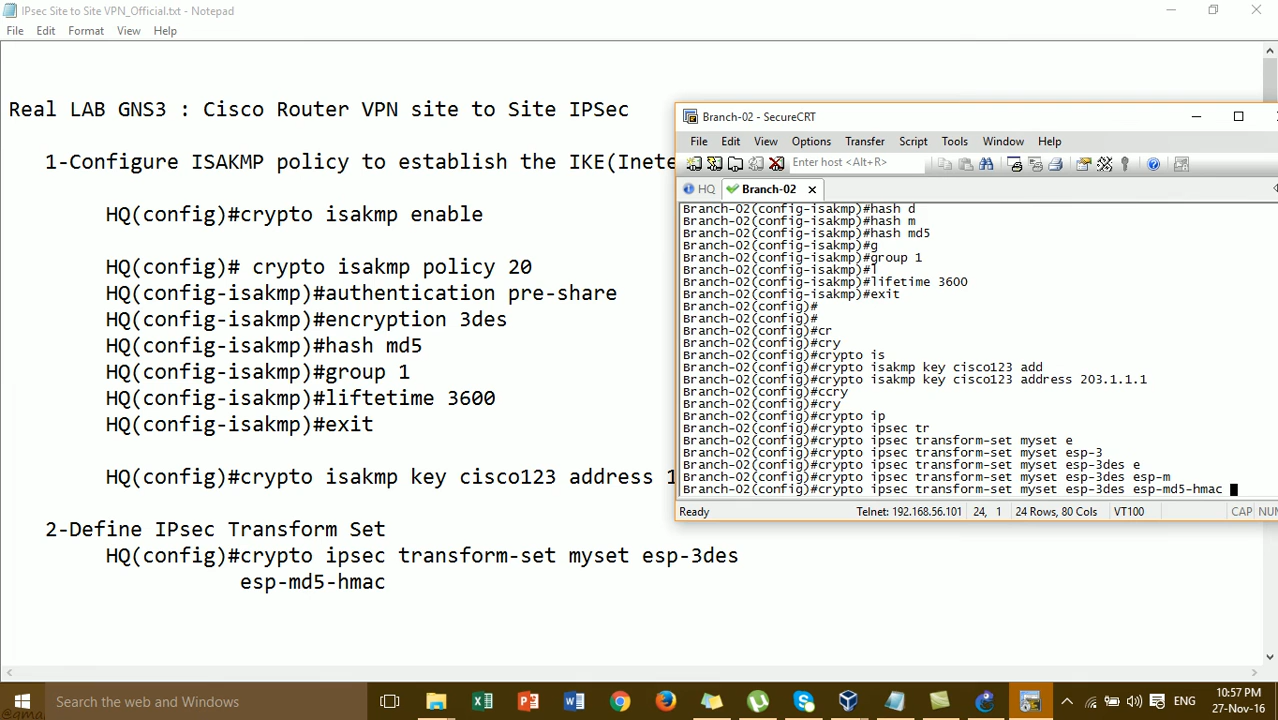 IPsec Site to Site VPN_Official.txt - Notepad
File Edit Format View Help
Real LAB GNS3 : Cisco Router VPN site to Site IPSec
1-Configure ISAKMP policy to establish the IKE(Inete
HQ(config)#crypto isakmp enable
HQ(config)# crypto isakmp policy 20
HQ(config-isakmp)#authentication pre-share
HQ(config-isakmp)#encryption 3des
HQ(config-isakmp)#hash md5
HQ(config-isakmp)#group 1
HQ(config-isakmp)#liftetime 3600
HQ(config-isakmp)#exit
HQ(config)#crypto isakmp key cisco123 address 1
2-Define IPsec Transform Set
HQ(config)#crypto ipsec transform-set myset esp-3des
esp-md5-hmac
Branch-02 - SecureCRT
File Edit View Options Transfer Script Tools Window Help
Enter host <Alt+R>
HQ Branch-02
Branch-02(config-isakmp)#hash d
Branch-02(config-isakmp)#hash m
Branch-02(config-isakmp)#hash md5
Branch-02(config-isakmp)#g
Branch-02(config-isakmp)#group 1
Branch-02(config-isakmp)#l
Branch-02(config-isakmp)#lifetime 3600
Branch-02(config-isakmp)#exit
Branch-02(config)#
Branch-02(config)#
Branch-02(config)#cr
Branch-02(config)#cry
Branch-02(config)#crypto is
Branch-02(config)#crypto isakmp key cisco123 add
Branch-02(config)#crypto isakmp key cisco123 address 203.1.1.1
Branch-02(config)#ccry
Branch-02(config)#cry
Branch-02(config)#crypto ip
Branch-02(config)#crypto ipsec tr
Branch-02(config)#crypto ipsec transform-set myset e
Branch-02(config)#crypto ipsec transform-set myset esp-3
Branch-02(config)#crypto ipsec transform-set myset esp-3des e
Branch-02(config)#crypto ipsec transform-set myset esp-3des esp-m
Branch-02(config)#crypto ipsec transform-set myset esp-3des esp-md5-hmac
Ready Telnet: 192.168.56.101 24, 1 24 Rows, 80 Cols VT100 CAP NUM
Search the web and Windows
ENG
10:57 PM
27-Nov-16